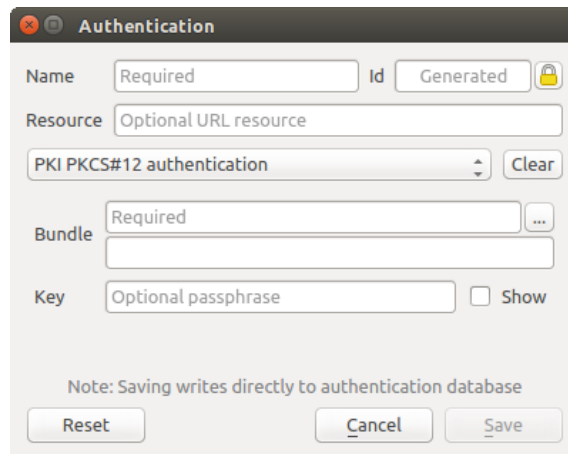 Authentication
Name Required Id Generated
Resource Optional URL resource
PKI PKCS#12 authentication Clear
Bundle Required ...
Key Optional passphrase Show
Note: Saving writes directly to authentication database
Reset Cancel Save